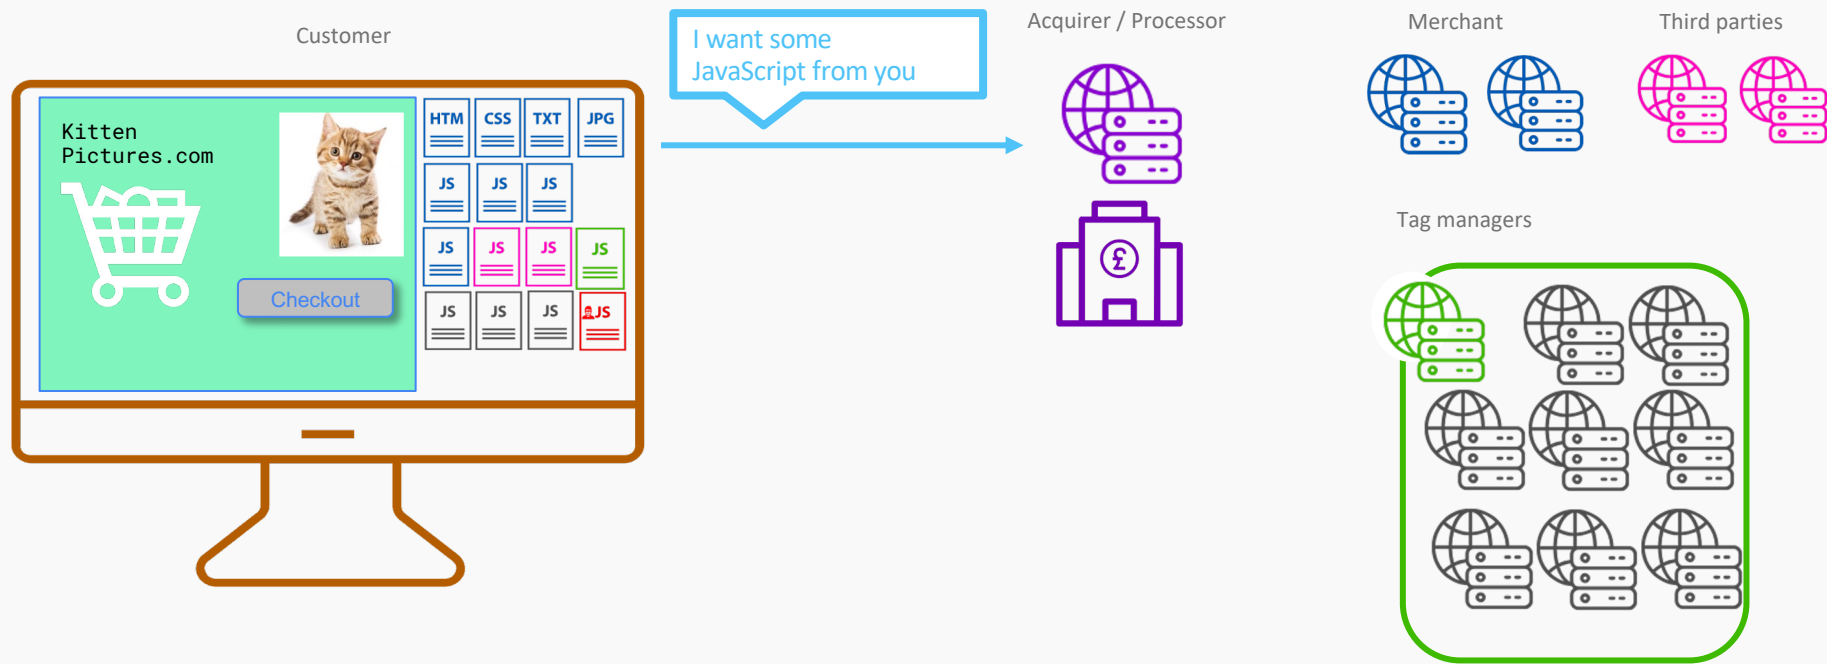 Customer
I want some
JavaScript from you
Acquirer / Processor
Merchant
Third parties
Kitten
Pictures.com
Checkout
HTM CSS TXT JPG
JS JS JS
JS JS JS JS
JS JS JS JS
£
Tag managers